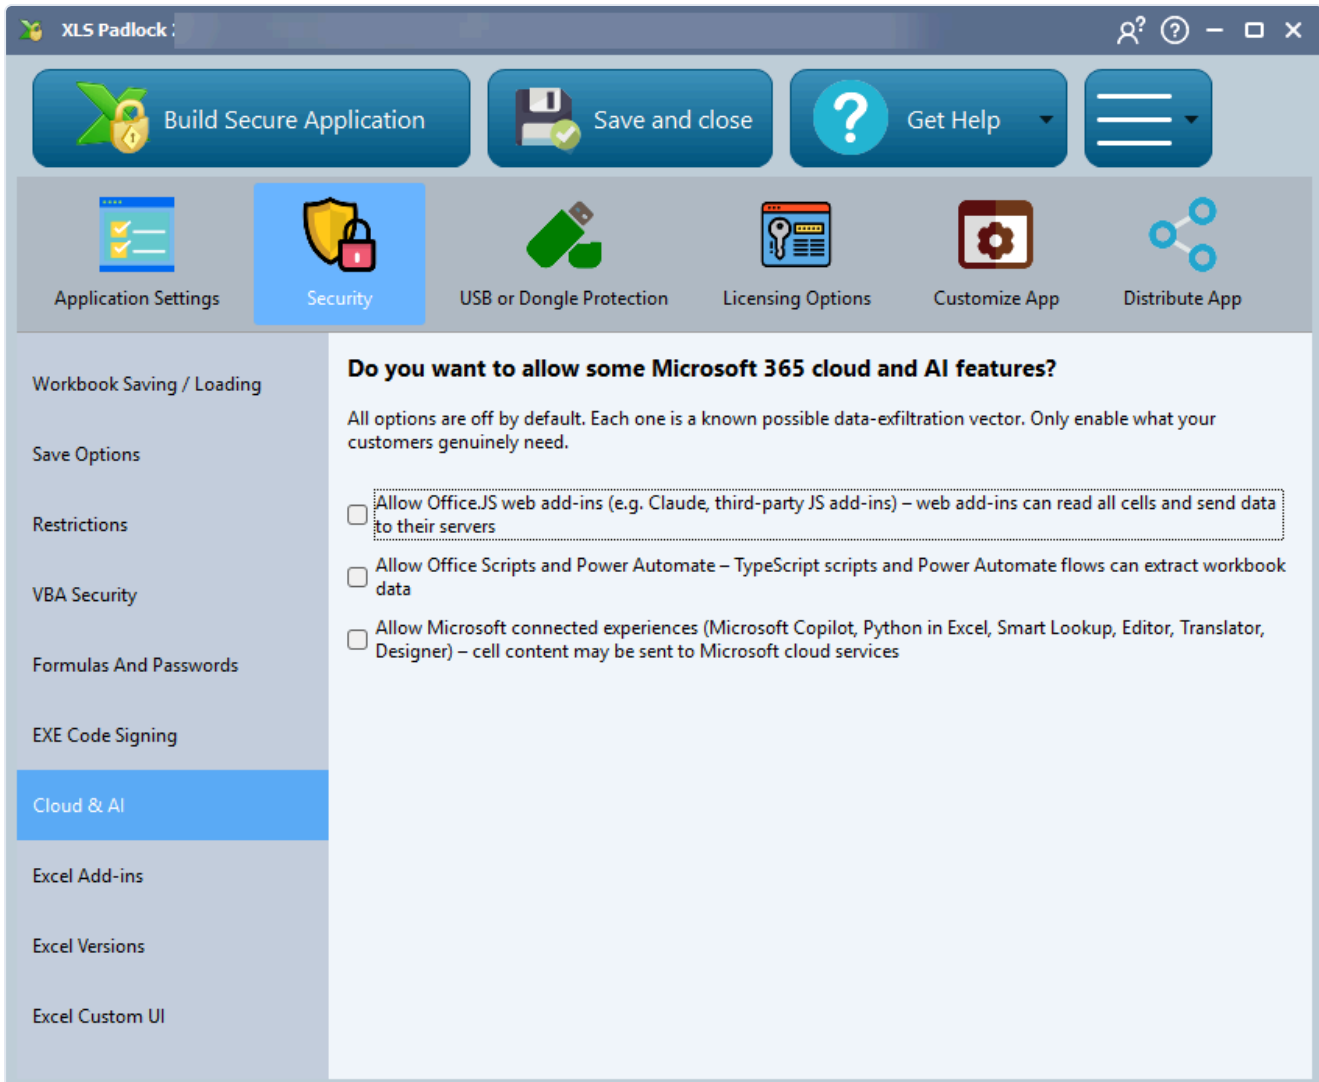 XLS Padlock
Build Secure Application
Save and close
Get Help
Application Settings
Security
USB or Dongle Protection
Licensing Options
Customize App
Distribute App
Workbook Saving / Loading
Save Options
Restrictions
VBA Security
Formulas And Passwords
EXE Code Signing
Cloud & AI
Excel Add-ins
Excel Versions
Excel Custom UI
Do you want to allow some Microsoft 365 cloud and AI features?
All options are off by default. Each one is a known possible data-exfiltration vector. Only enable what your
customers genuinely need.
Allow Office.JS web add-ins (e.g. Claude, third-party JS add-ins) – web add-ins can read all cells and send data
to their servers
Allow Office Scripts and Power Automate – TypeScript scripts and Power Automate flows can extract workbook
data
Allow Microsoft connected experiences (Microsoft Copilot, Python in Excel, Smart Lookup, Editor, Translator,
Designer) – cell content may be sent to Microsoft cloud services